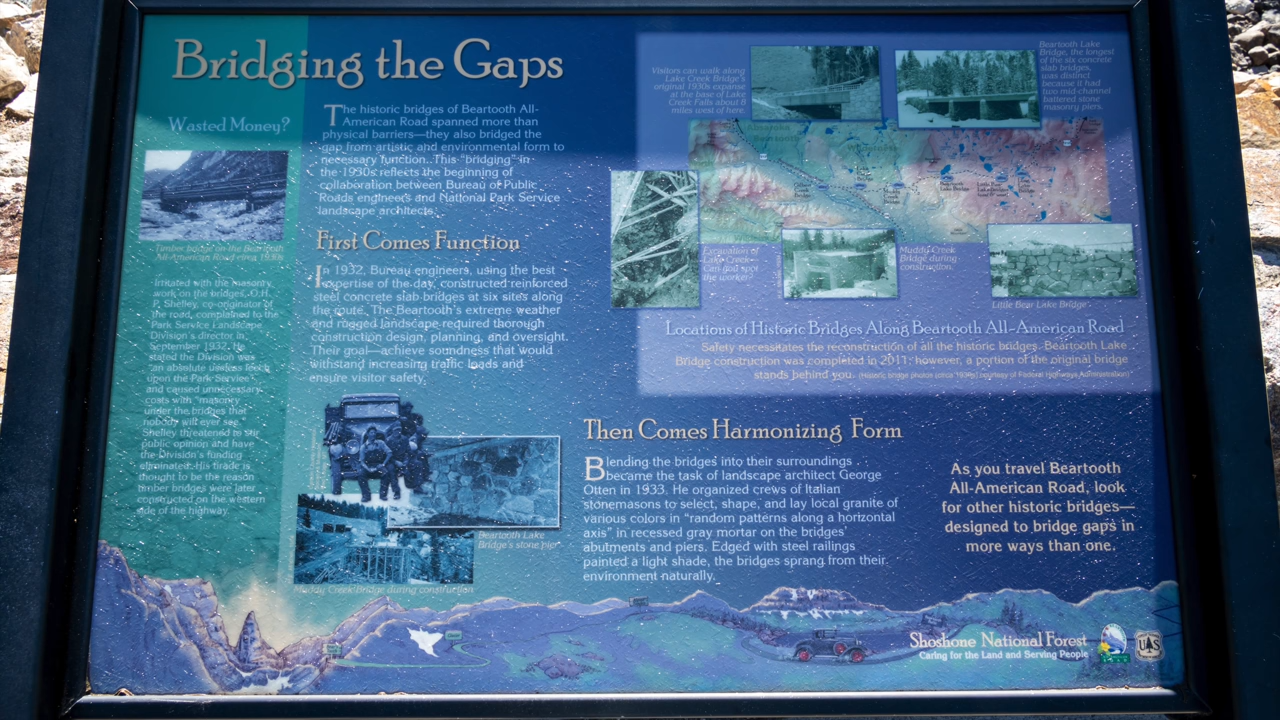 Bridging the Gaps
The historic bridges of Beartooth All-
American Road spanned more than
physical barriers—they also bridged the
gap from artistic and environmental form to
necessary function. This "bridging" in
the 1930s reflects the beginning of
collaboration between Bureau of Public
Roads engineers and National Park Service
landscape architects.
Wasted Money?
Timber bridge on the Beartooth
All-American Road circa 1930s
Irritated with the masonry
work on the bridges, O.H.
P. Shelley, co-originator of
the road, complained to the
Park Service Landscape
Division's director in
September 1932. He
stated the Division was
"an absolute useless leech
upon the Park Service"
and caused unnecessary
costs with "masonry
under the bridges that
nobody will ever see."
Shelley threatened to stir
public opinion and have
the Division's funding
eliminated. His tirade is
thought to be the reason
timber bridges were later
constructed on the western
side of the highway.
First Comes Function
In 1932, Bureau engineers, using the best
expertise of the day, constructed reinforced
steel concrete slab bridges at six sites along
the route. The Beartooth's extreme weather
and rugged landscape required thorough
construction design, planning, and oversight.
Their goal—achieve soundness that would
withstand increasing traffic loads and
ensure visitor safety.
Beartooth Lake
Bridge's stone pier
Muddy Creek Bridge during construction
Visitors can walk along
Lake Creek Bridge's
original 1930s expanse
at the base of Lake
Creek Falls about 8
miles west of here.
Beartooth Lake
Bridge, the longest
of the six concrete
slab bridges,
was distinct
because it had
two mid-channel
battered stone
masonry piers.
Excavation of
Lake Creek—
Can you spot
the worker?
Muddy Creek
Bridge during
construction.
Little Bear Lake Bridge
Locations of Historic Bridges Along Beartooth All-American Road
Safety necessitates the reconstruction of all the historic bridges. Beartooth Lake
Bridge construction was completed in 2011; however, a portion of the original bridge
stands behind you. (Historic bridge photos (circa 1930s) courtesy of Federal Highways Administration)
Then Comes Harmonizing Form
Blending the bridges into their surroundings
became the task of landscape architect George
Otten in 1933. He organized crews of Italian
stonemasons to select, shape, and lay local granite of
various colors in "random patterns along a horizontal
axis" in recessed gray mortar on the bridges'
abutments and piers. Edged with steel railings
painted a light shade, the bridges sprang from their
environment naturally.
As you travel Beartooth
All-American Road, look
for other historic bridges—
designed to bridge gaps in
more ways than one.
Shoshone National Forest
Caring for the Land and Serving People
UAS